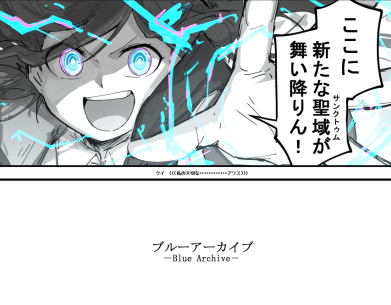 ここに
新たな聖域が
サンクトゥム
舞い降りん！
ケイ (((私の大切な…………アリス)))
ブルーアーカイブ
－Blue Archive－